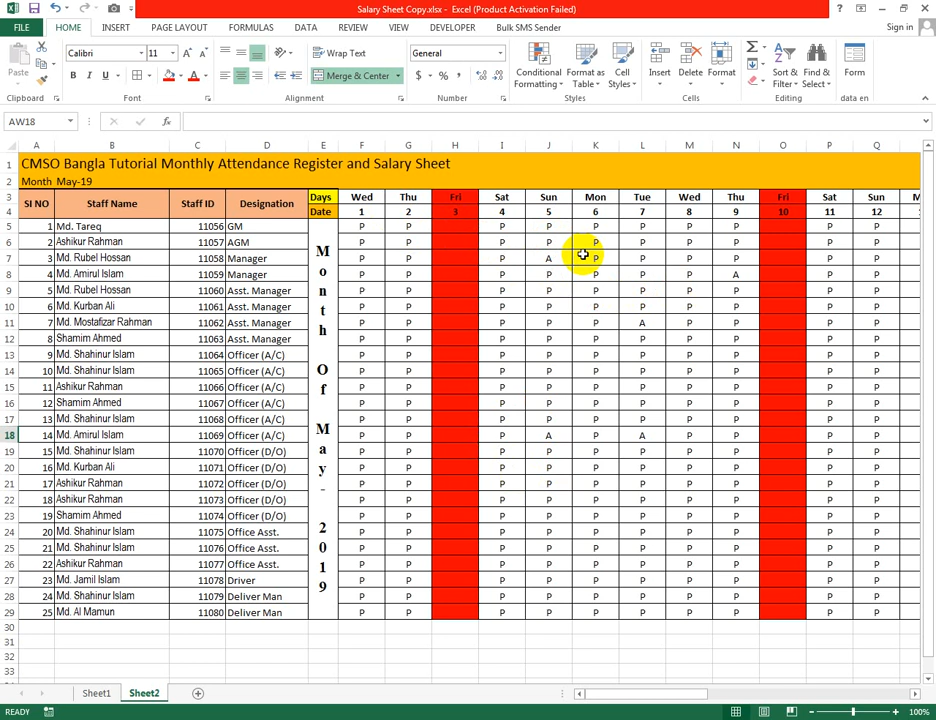 Salary Sheet Copy.xlsx - Excel (Product Activation Failed)
FILE HOME INSERT PAGE LAYOUT FORMULAS DATA REVIEW VIEW DEVELOPER Bulk SMS Sender Sign in
Paste Calibri 11 Wrap Text General Conditional Formatting Format as Table Cell Styles Insert Delete Format Sort & Filter Find & Select Form
B I U A Merge & Center $ % ,
Clipboard Font Alignment Number Styles Cells Editing data en
AW18 fx
A B C D E F G H I J K L M N O P Q
1 CMSO Bangla Tutorial Monthly Attendance Register and Salary Sheet
2 Month May-19
3 SI NO Staff Name Staff ID Designation Days Wed Thu Fri Sat Sun Mon Tue Wed Thu Fri Sat Sun M
4 Date 1 2 3 4 5 6 7 8 9 10 11 12
5 1 Md. Tareq 11056 GM P P P P P P P P P P
6 2 Ashikur Rahman 11057 AGM P P P P P P P P P P
7 3 Md. Rubel Hossan 11058 Manager P P P A P P P P P P
8 4 Md. Amirul Islam 11059 Manager P P P P P P P A P P
9 5 Md. Rubel Hossan 11060 Asst. Manager P P P P P P P P P P
10 6 Md. Kurban Ali 11061 Asst. Manager P P P P P P P P P P
11 7 Md. Mostafizar Rahman 11062 Asst. Manager P P P P P A P P P P
12 8 Shamim Ahmed 11063 Asst. Manager P P P P P P P P P P
13 9 Md. Shahinur Islam 11064 Officer (A/C) P P P P P P P P P P
14 10 Md. Shahinur Islam 11065 Officer (A/C) P P P P P P P P P P
15 11 Ashikur Rahman 11066 Officer (A/C) P P P P P P P P P P
16 12 Shamim Ahmed 11067 Officer (A/C) P P P P P P P P P P
17 13 Md. Shahinur Islam 11068 Officer (A/C) P P P P P P P P P P
18 14 Md. Amirul Islam 11069 Officer (A/C) P P P A P A P P P P
19 15 Md. Shahinur Islam 11070 Officer (D/O) P P P P P P P P P P
20 16 Md. Kurban Ali 11071 Officer (D/O) P P P P P P P P P P
21 17 Ashikur Rahman 11072 Officer (D/O) P P P P P P P P P P
22 18 Ashikur Rahman 11073 Officer (D/O) P P P P P P P P P P
23 19 Shamim Ahmed 11074 Officer (D/O) P P P P P P P P P P
24 20 Md. Shahinur Islam 11075 Office Asst. P P P P P P P P P P
25 21 Md. Shahinur Islam 11076 Office Asst. P P P P P P P P P P
26 22 Ashikur Rahman 11077 Office Asst. P P P P P P P P P P
27 23 Md. Jamil Islam 11078 Driver P P P P P P P P P P
28 24 Md. Shahinur Islam 11079 Deliver Man P P P P P P P P P P
29 25 Md. Al Mamun 11080 Deliver Man P P P P P P P P P P
Month Of May - 2019
30
31
32
33
Sheet1 Sheet2
READY 100%